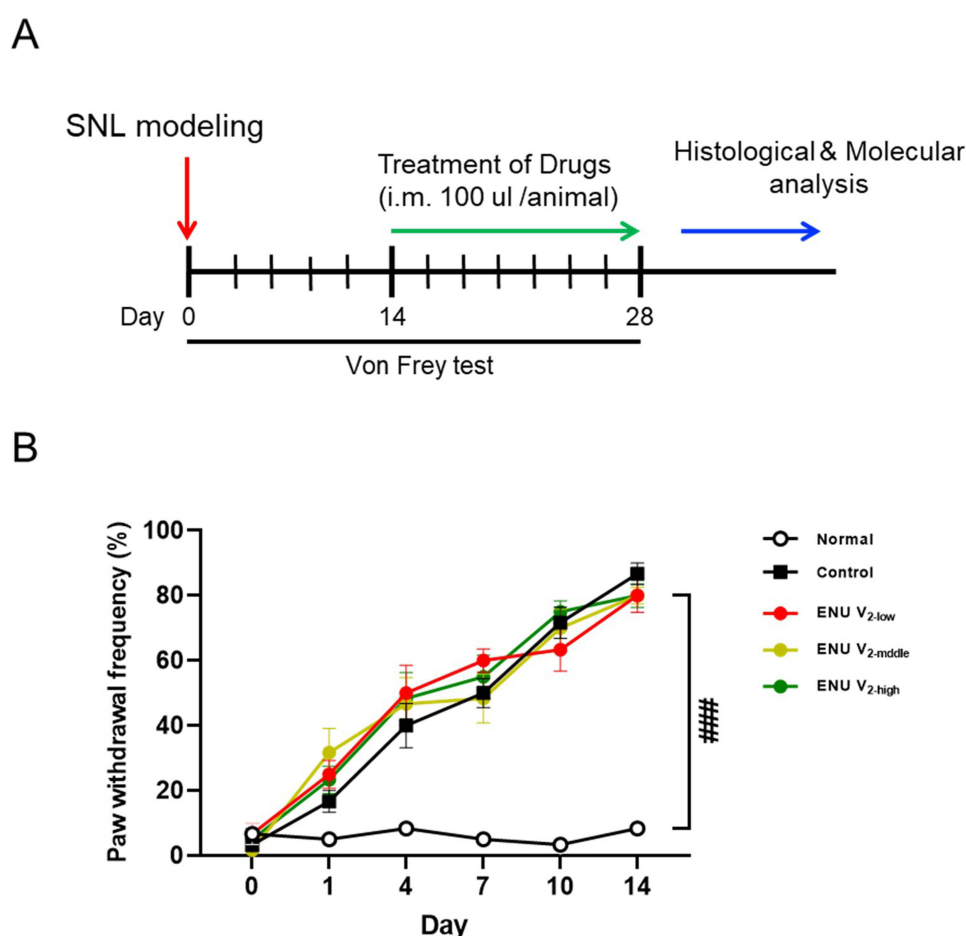 A
SNL modeling
Treatment of Drugs
(i.m. 100 ul /animal)
Histological & Molecular
analysis
Day 0 14 28
Von Frey test
B
Paw withdrawal frequency (%)
100
80
60
40
20
0
0 1 4 7 10 14
Day
Normal
Control
ENU V2-low
ENU V2-mddle
ENU V2-high
###